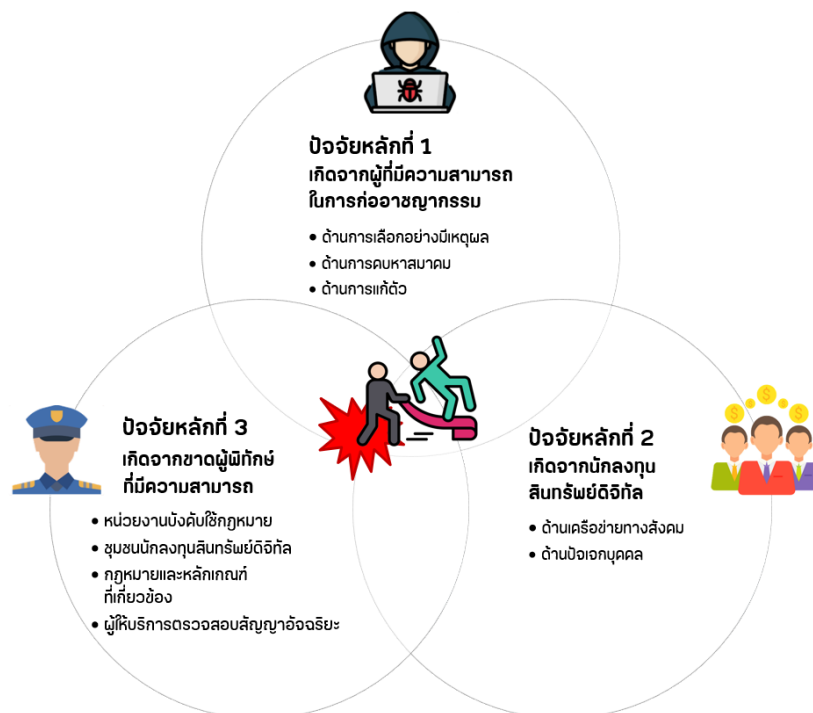 ปัจจัยหลักที่ 1
เกิดจากผู้ที่มีความสามารถ
ในการก่ออาชญากรรม
• ด้านการเลือกอย่างมีเหตุผล
• ด้านการคบหาสมาคม
• ด้านการแก้ตัว
ปัจจัยหลักที่ 3
เกิดจากขาดผู้พิทักษ์
ที่มีความสามารถ
• หน่วยงานบังคับใช้กฎหมาย
• ชุมชนนักลงทุนสินทรัพย์ดิจิทัล
• กฎหมายและหลักเกณฑ์
ที่เกี่ยวข้อง
• ผู้ให้บริการตรวจสอบสัญญาอัจฉริยะ
ปัจจัยหลักที่ 2
เกิดจากนักลงทุน
สินทรัพย์ดิจิทัล
• ด้านเครือข่ายทางสังคม
• ด้านปัจเจกบุคคล